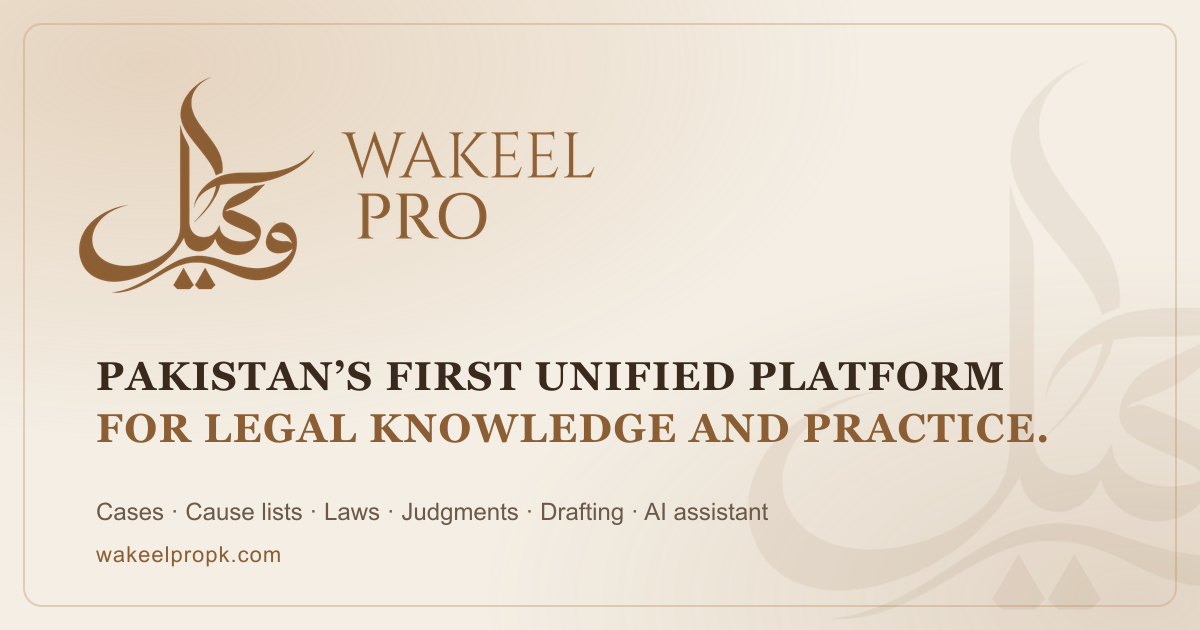 وكيل
WAKEEL
PRO
PAKISTAN’S FIRST UNIFIED PLATFORM
FOR LEGAL KNOWLEDGE AND PRACTICE.
Cases · Cause lists · Laws · Judgments · Drafting · AI assistant
wakeelpropk.com